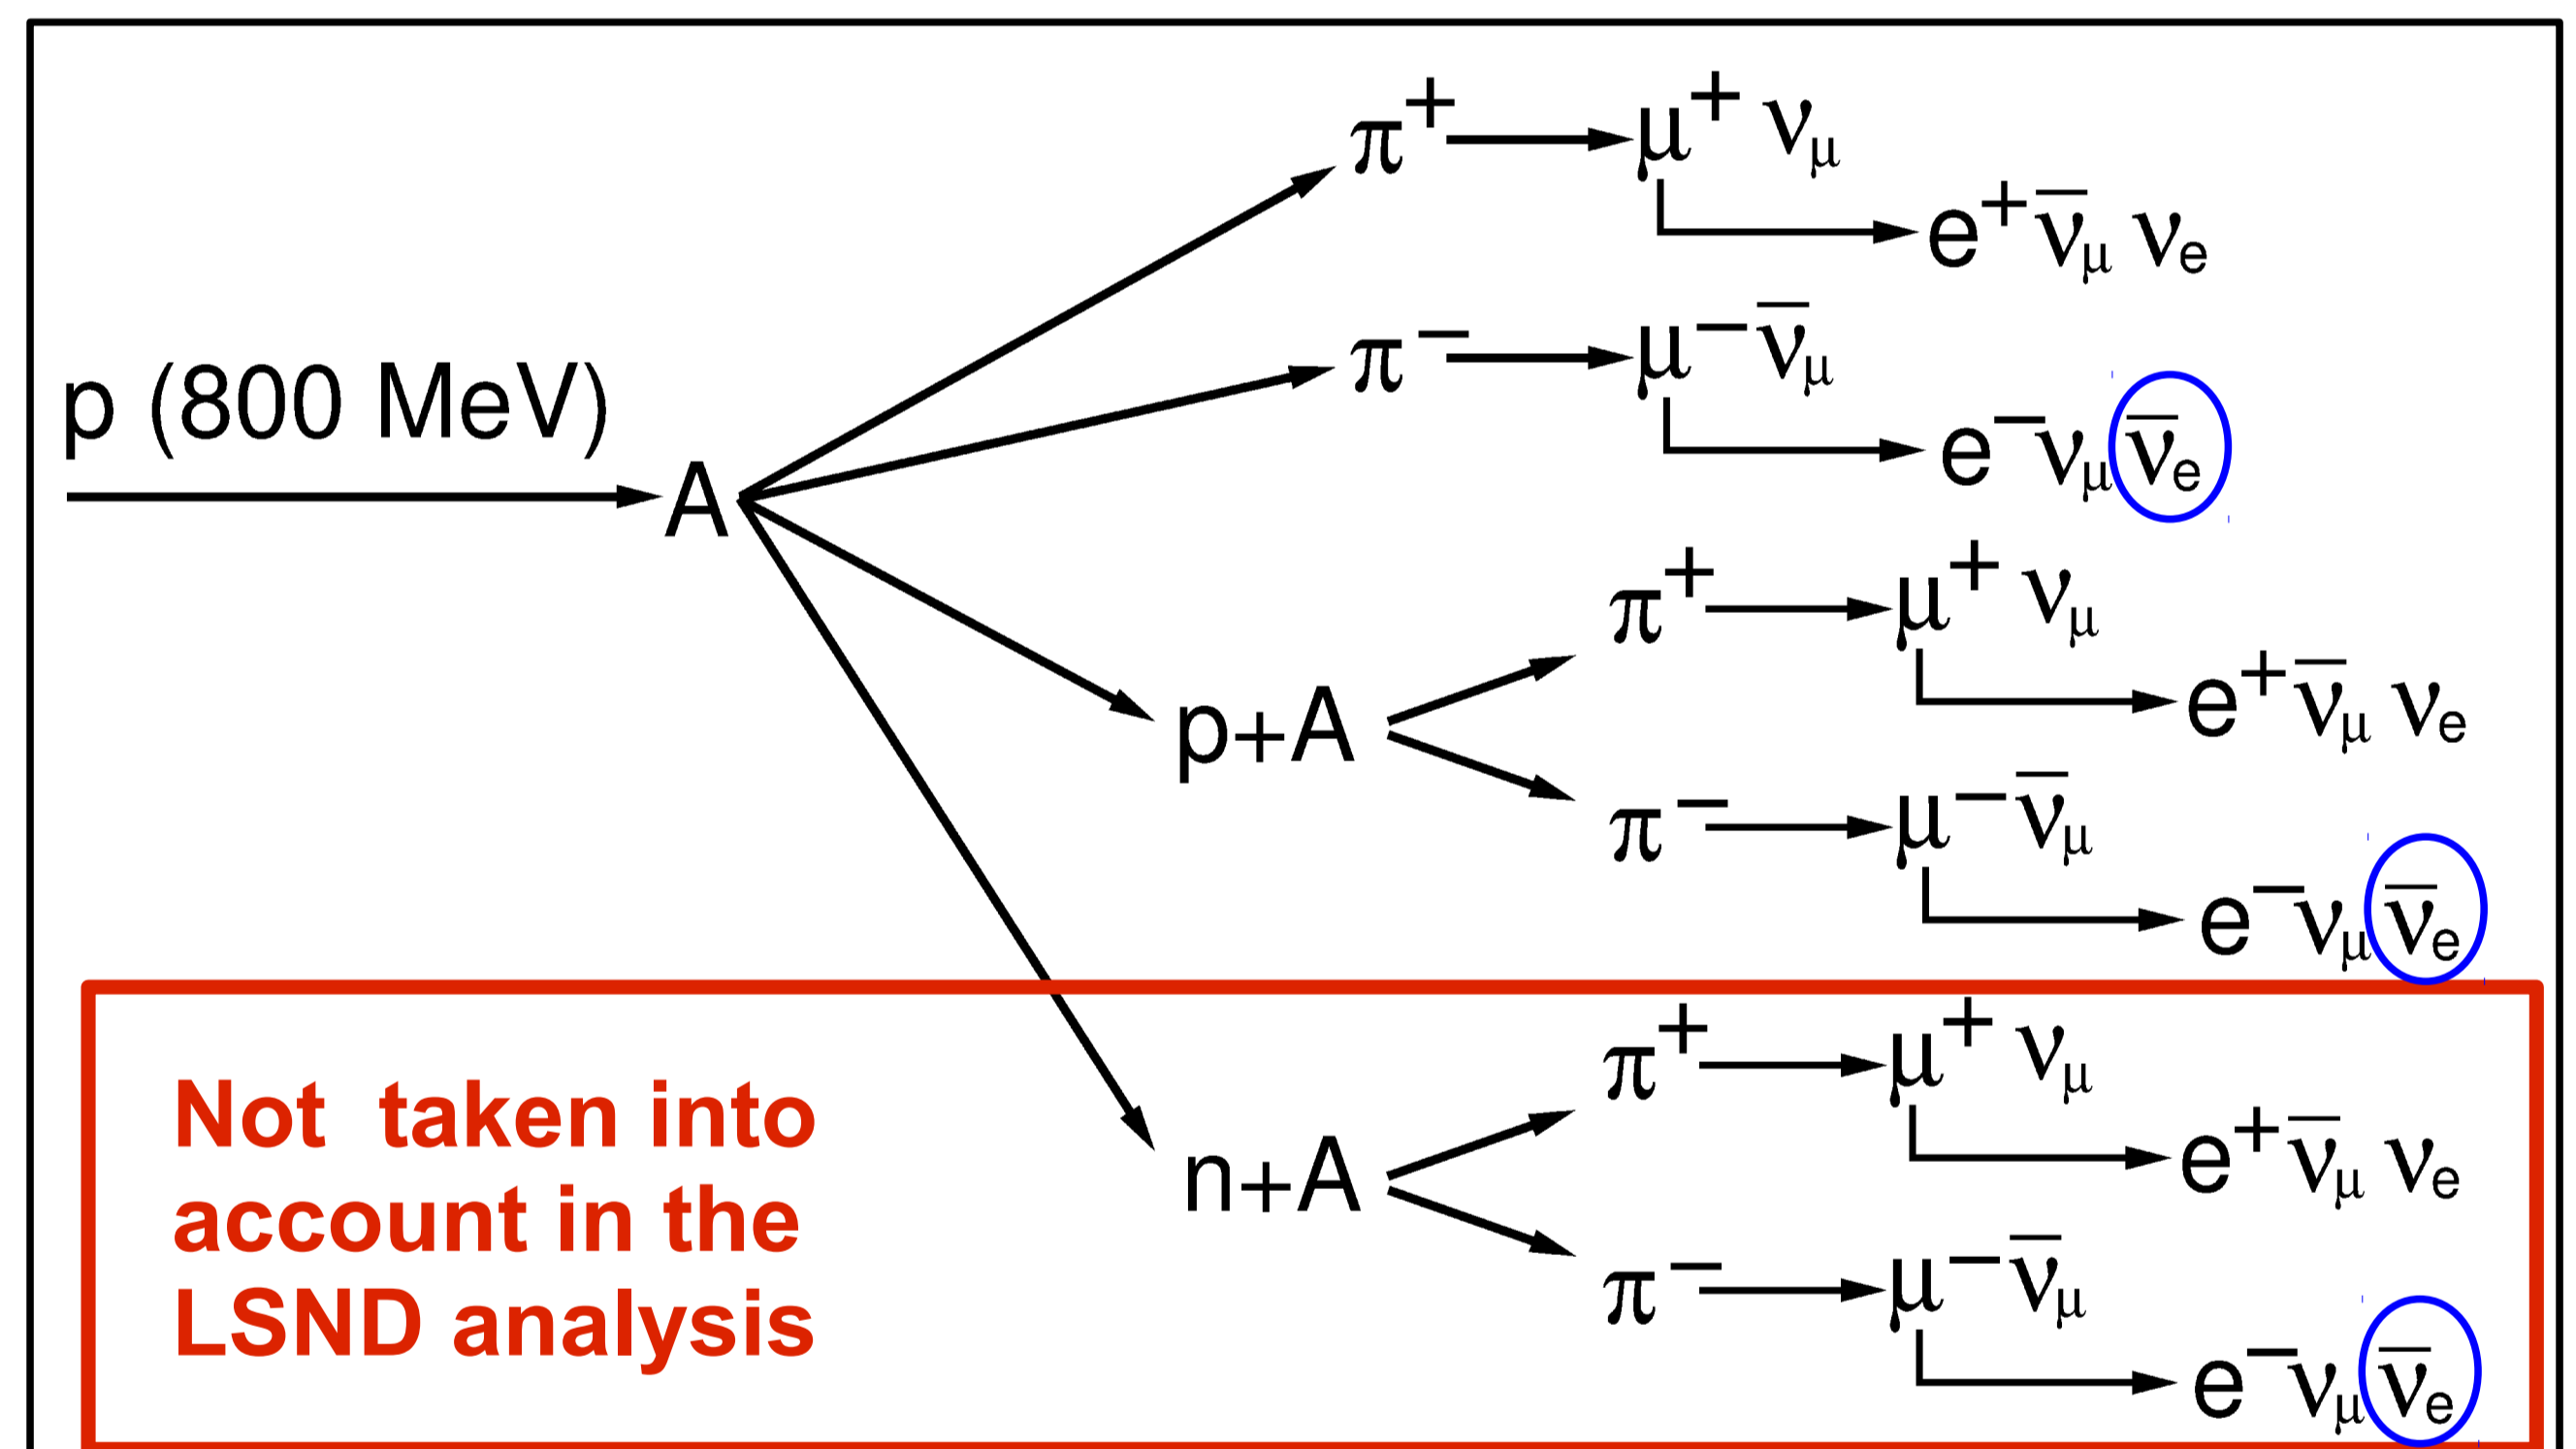 π⁺ → μ⁺ ν_μ
e⁺ ν̅_μ ν_e
π⁻ → μ⁻ ν̅_μ
p (800 MeV)
e⁻ ν_μ ν̅_e
A
π⁺ → μ⁺ ν_μ
e⁺ ν̅_μ ν_e
p+A
π⁻ → μ⁻ ν̅_μ
e⁻ ν_μ ν̅_e
π⁺ → μ⁺ ν_μ
e⁺ ν̅_μ ν_e
n+A
π⁻ → μ⁻ ν̅_μ
e⁻ ν_μ ν̅_e
Not taken into
account in the
LSND analysis